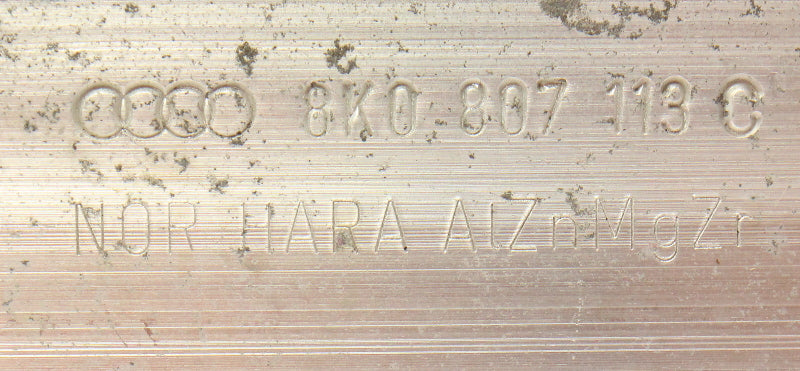 8K0 807 113 C
NOR HARA AlZnMgZr